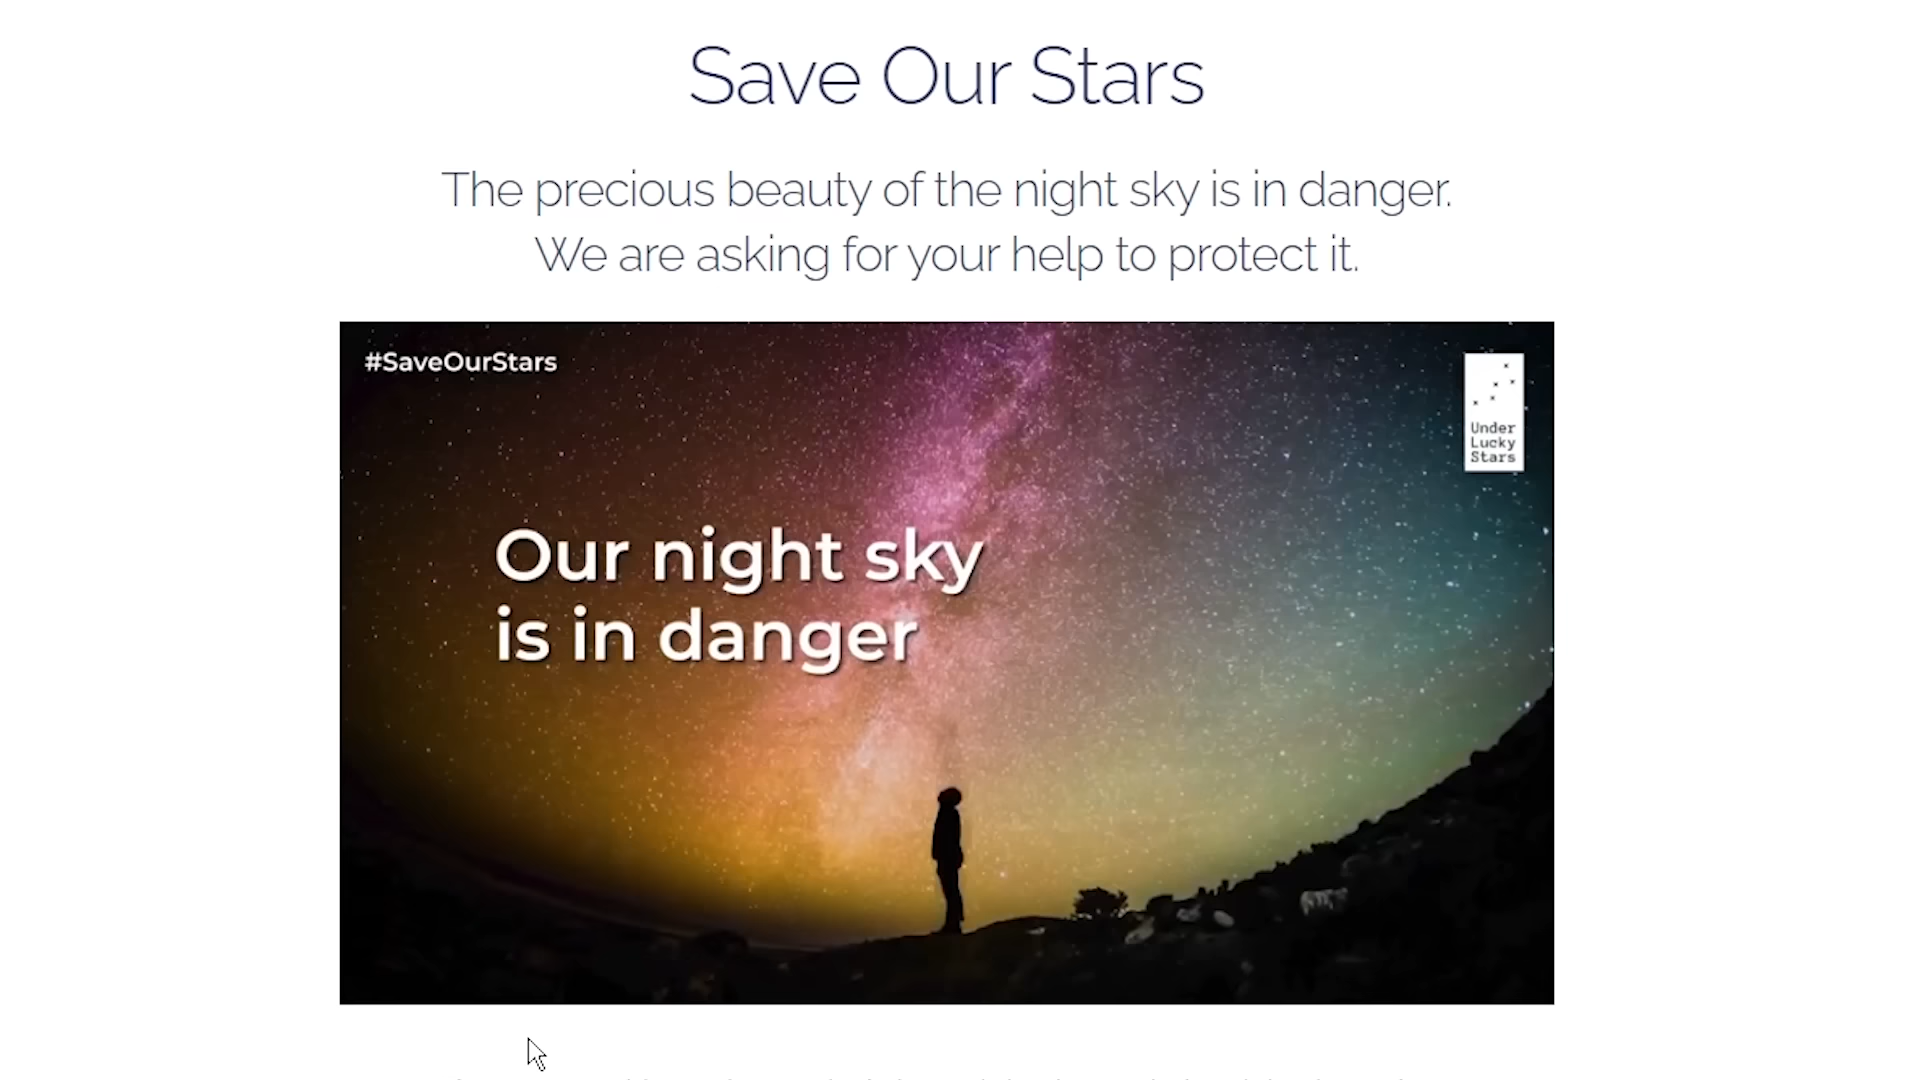 Save Our Stars
The precious beauty of the night sky is in danger.
We are asking for your help to protect it.
#SaveOurStars
Under
Lucky
Stars
Our night sky
is in danger